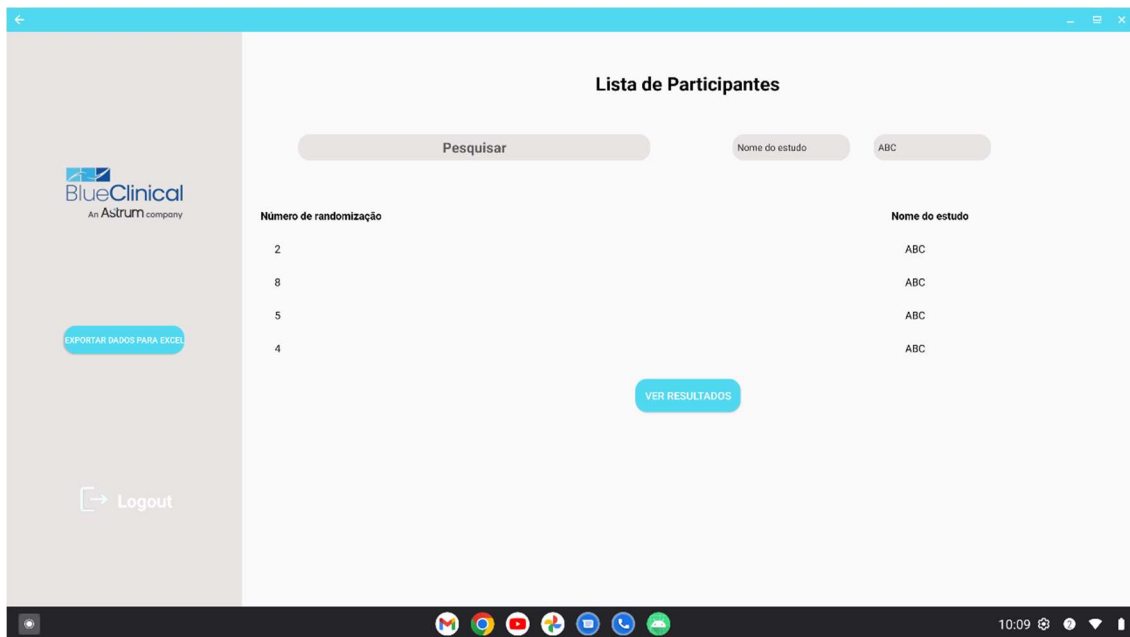 Lista de Participantes
Pesquisar
Nome do estudo
ABC
BlueClinical
An Astrum company
Número de randomização
Nome do estudo
2
ABC
8
ABC
5
ABC
4
ABC
EXPORTAR DADOS PARA EXCEL
VER RESULTADOS
Logout
10:09